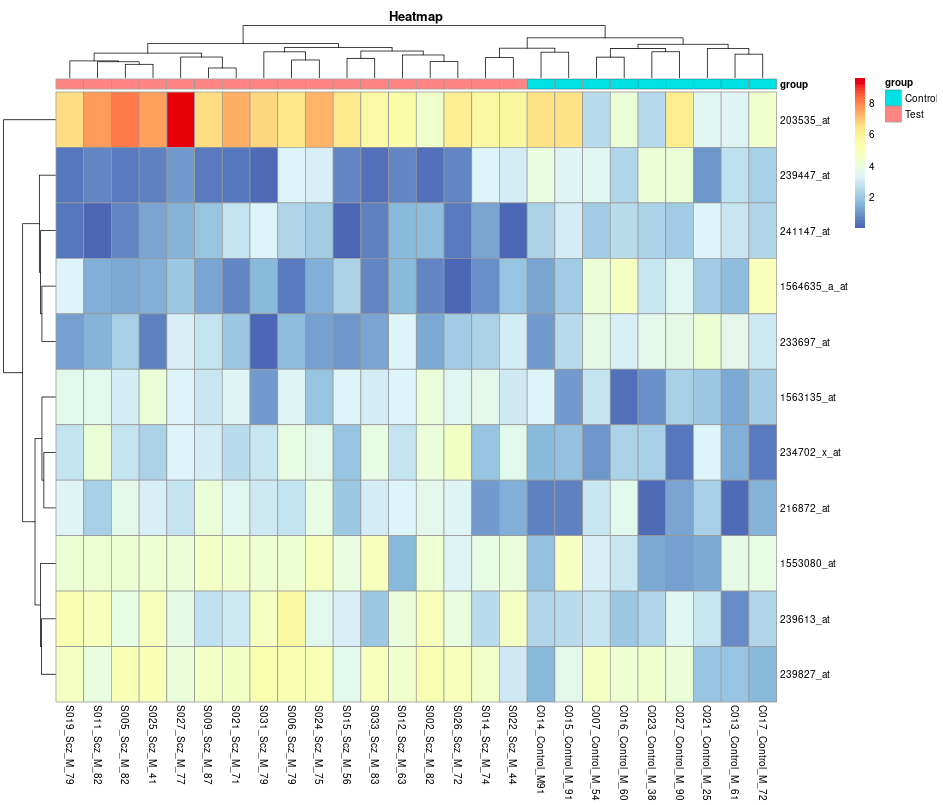 Heatmap
group
8
6
4
2
group
Control
Test
203535_at
239447_at
241147_at
1564635_a_at
233697_at
1563135_at
234702_x_at
216872_at
1553080_at
239613_at
239827_at
S019_Scz_M_79
S011_Scz_M_82
S005_Scz_M_82
S025_Scz_M_41
S027_Scz_M_77
S009_Scz_M_87
S021_Scz_M_71
S031_Scz_M_79
S006_Scz_M_79
S024_Scz_M_75
S015_Scz_M_56
S033_Scz_M_83
S012_Scz_M_63
S002_Scz_M_82
S026_Scz_M_72
S014_Scz_M_74
S022_Scz_M_44
C014_Control_M91
C015_Control_M_91
C007_Control_M_54
C016_Control_M_60
C023_Control_M_38
C027_Control_M_90
C021_Control_M_25
C013_Control_M_61
C017_Control_M_72